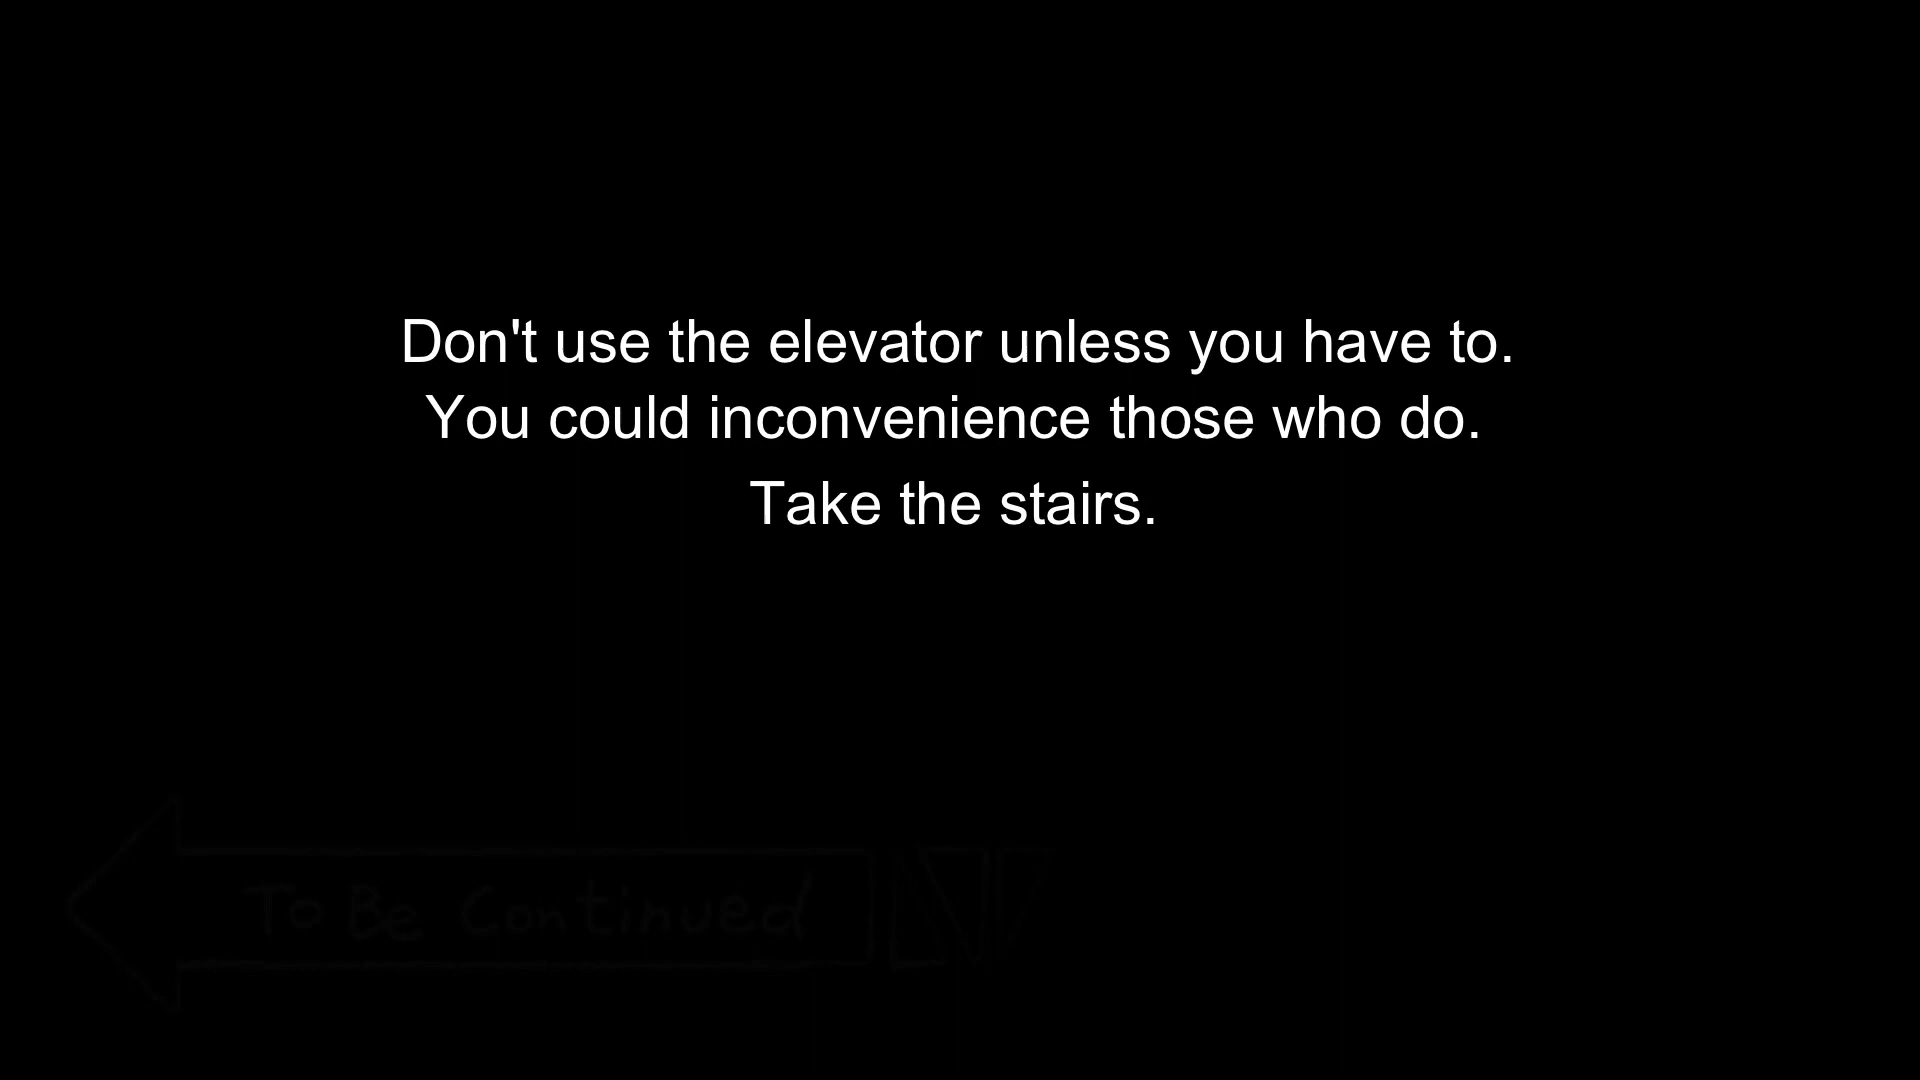 Don't use the elevator unless you have to.
You could inconvenience those who do.
Take the stairs.
To Be Continued